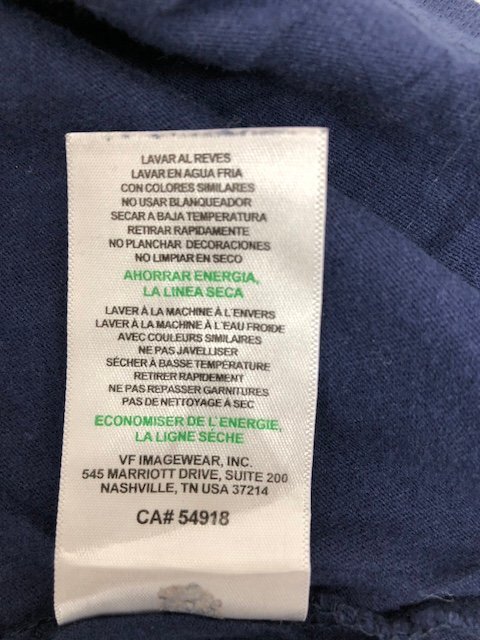 LAVAR AL REVES
LAVAR EN AGUA FRIA
CON COLORES SIMILARES
NO USAR BLANQUEADOR
SECAR A BAJA TEMPERATURA
RETIRAR RAPIDAMENTE
NO PLANCHAR DECORACIONES
NO LIMPIAR EN SECO
AHORRAR ENERGIA,
LA LINEA SECA
LAVER À LA MACHINE À L'ENVERS
LAVER À LA MACHINE À L'EAU FROIDE
AVEC COULEURS SIMILAIRES
NE PAS JAVELLISER
SÉCHER À BASSE TEMPÉRATURE
RETIRER RAPIDEMENT
NE PAS REPASSER GARNITURES
PAS DE NETTOYAGE À SEC
ECONOMISER DE L'ENERGIE,
LA LIGNE SÈCHE
VF IMAGEWEAR, INC.
545 MARRIOTT DRIVE, SUITE 200
NASHVILLE, TN USA 37214
CA# 54918